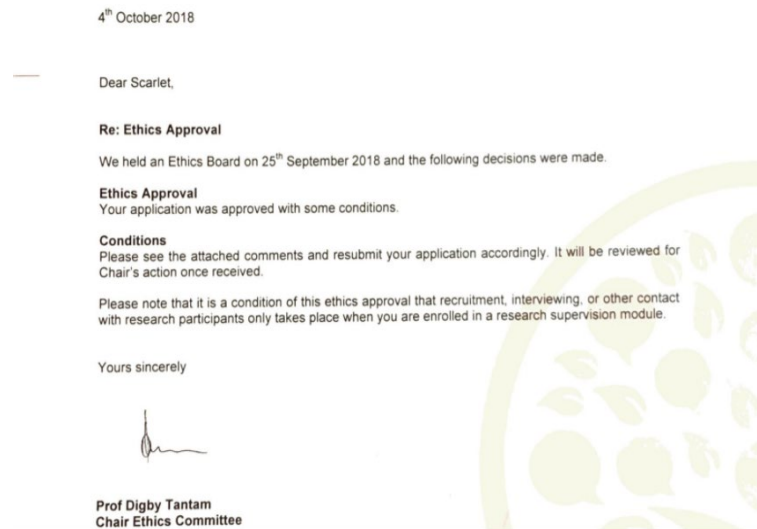 4th October 2018
Dear Scarlet,
Re: Ethics Approval
We held an Ethics Board on 25th September 2018 and the following decisions were made.
Ethics Approval
Your application was approved with some conditions.
Conditions
Please see the attached comments and resubmit your application accordingly. It will be reviewed for
Chair's action once received.
Please note that it is a condition of this ethics approval that recruitment, interviewing, or other contact
with research participants only takes place when you are enrolled in a research supervision module.
Yours sincerely
Prof Digby Tantam
Chair Ethics Committee